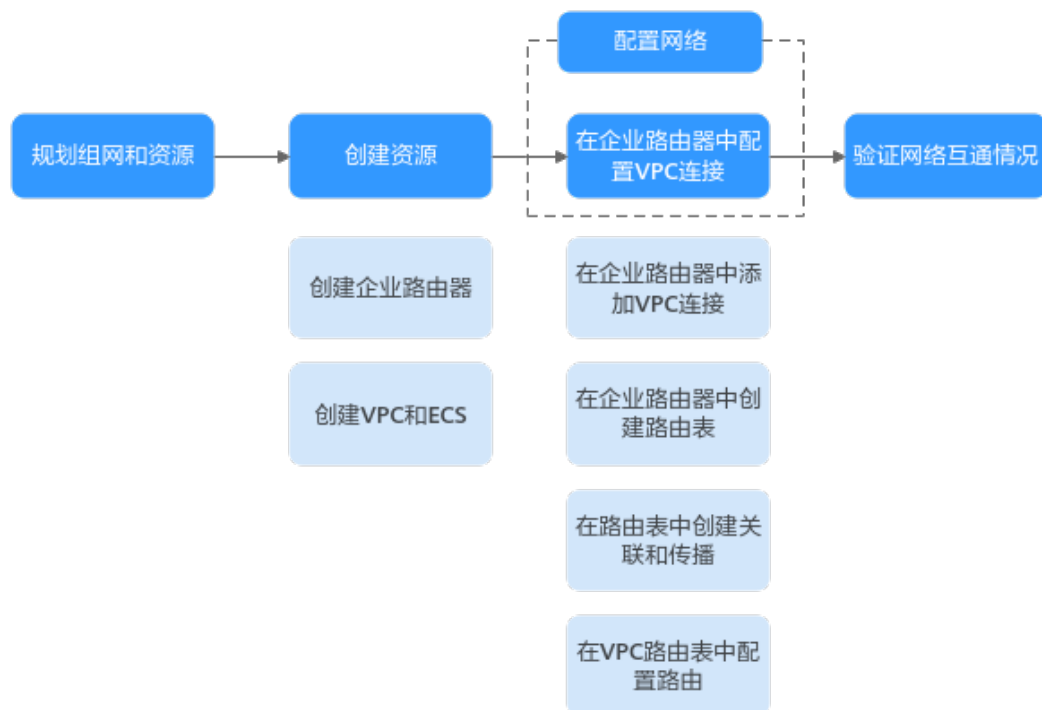 配置网络
规划组网和资源
创建资源
在企业路由器中配
置VPC连接
验证网络互通情况
创建企业路由器
在企业路由器中添
加VPC连接
创建VPC和ECS
在企业路由器中创
建路由表
在路由表中创建关
联和传播
在VPC路由表中配
置路由